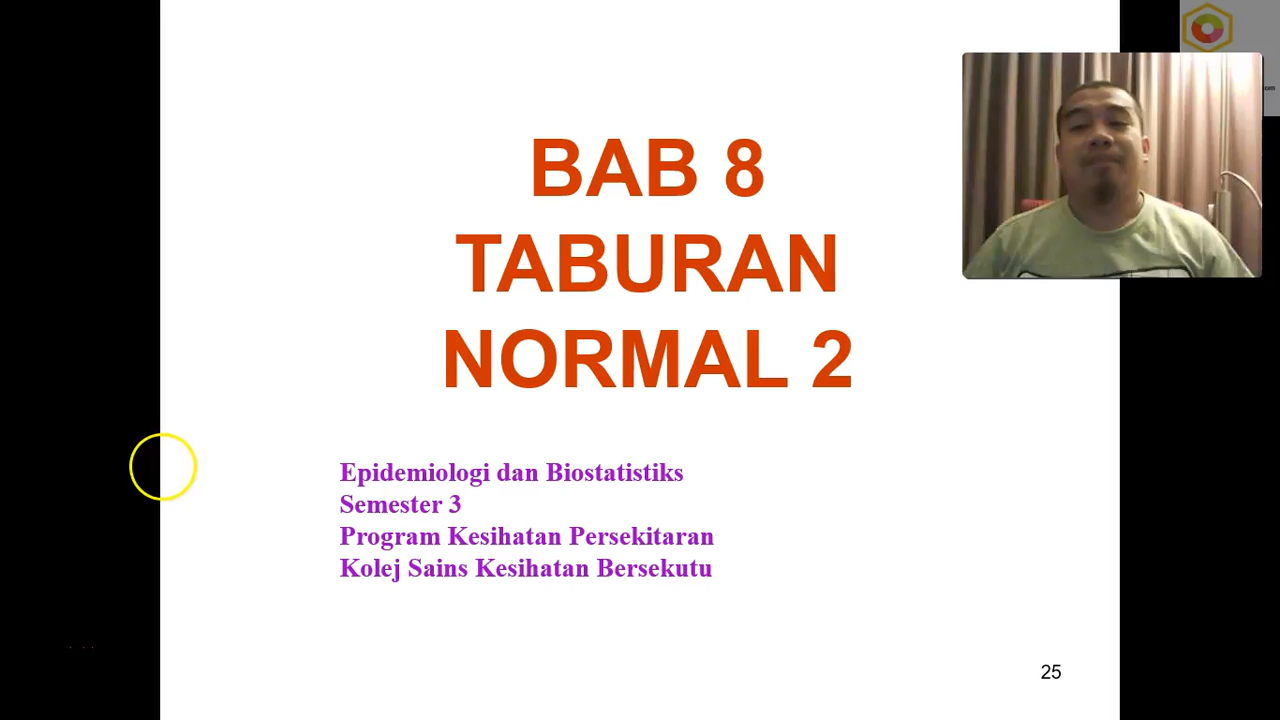 BAB 8
TABURAN
NORMAL 2
Epidemiologi dan Biostatistiks
Semester 3
Program Kesihatan Persekitaran
Kolej Sains Kesihatan Bersekutu
25